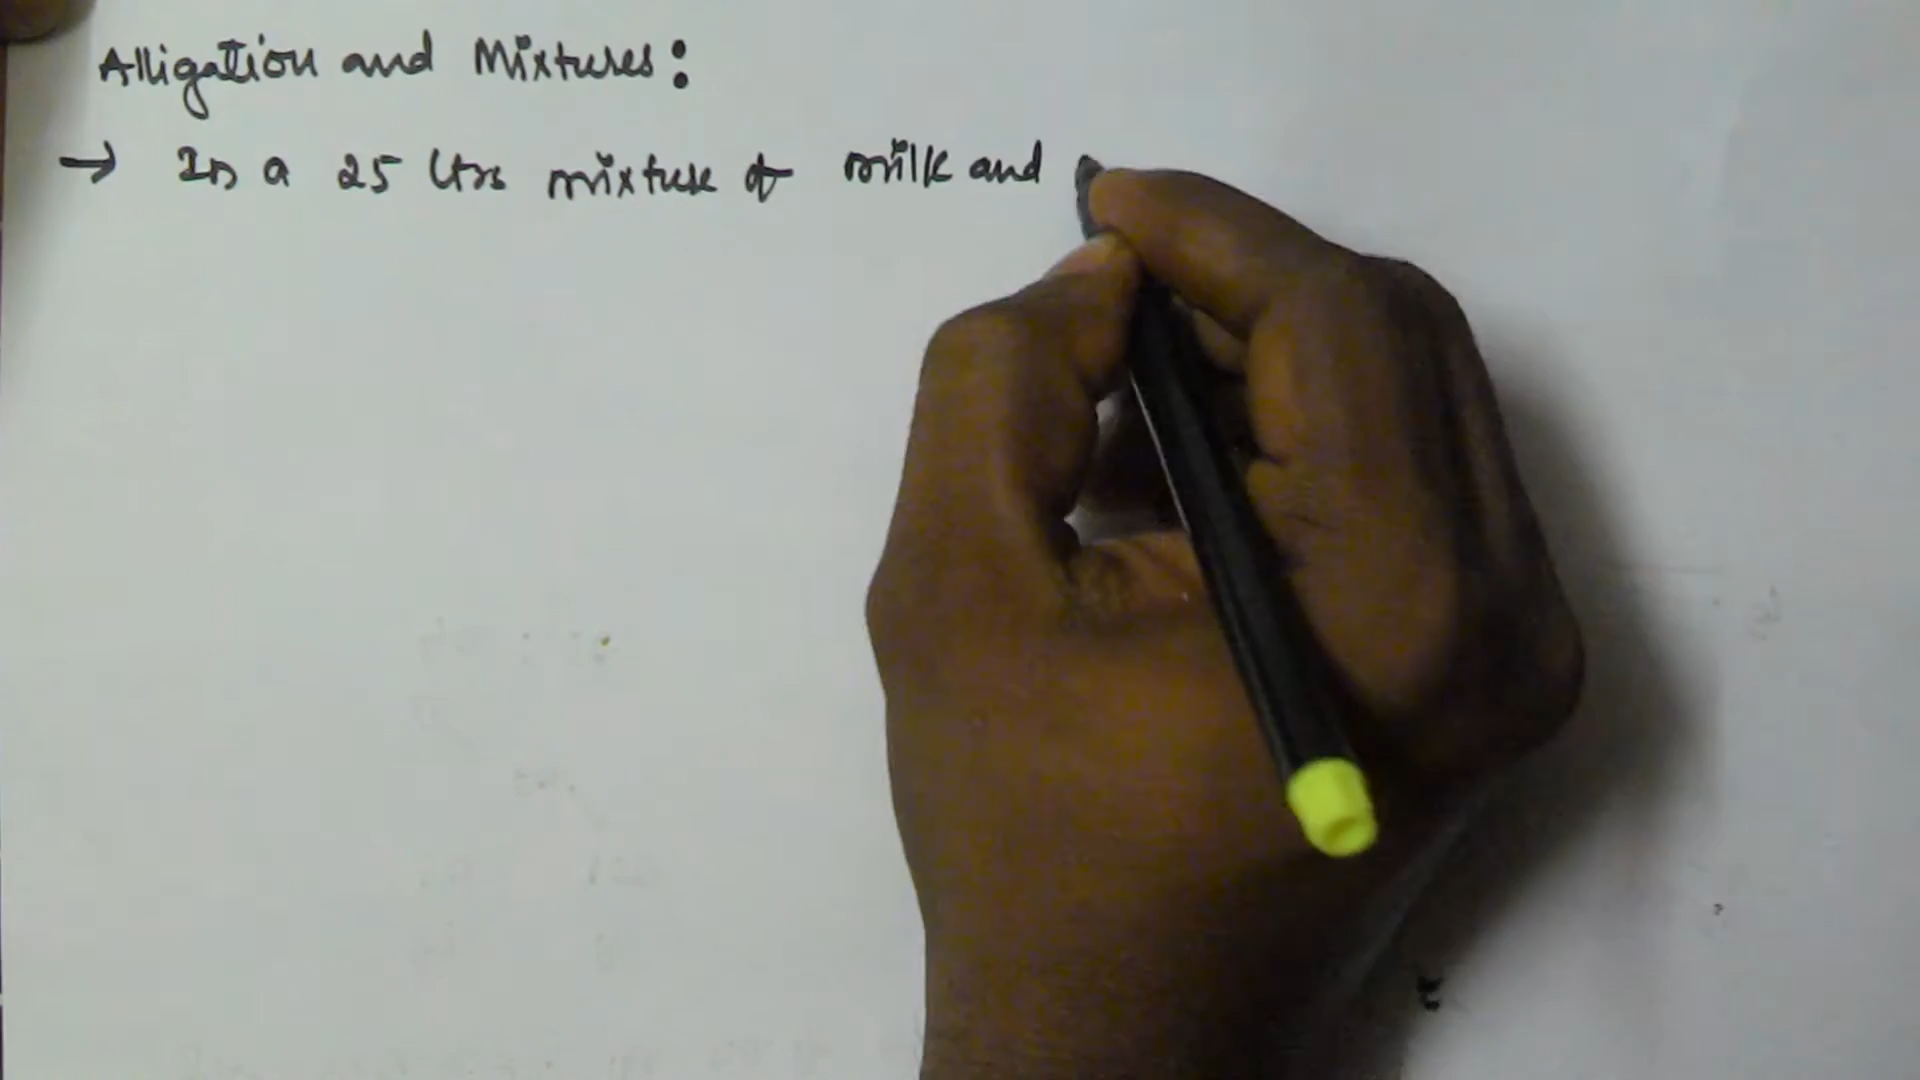 Alligation and Mixtures:
→ In a 25 ltrs mixture of milk and